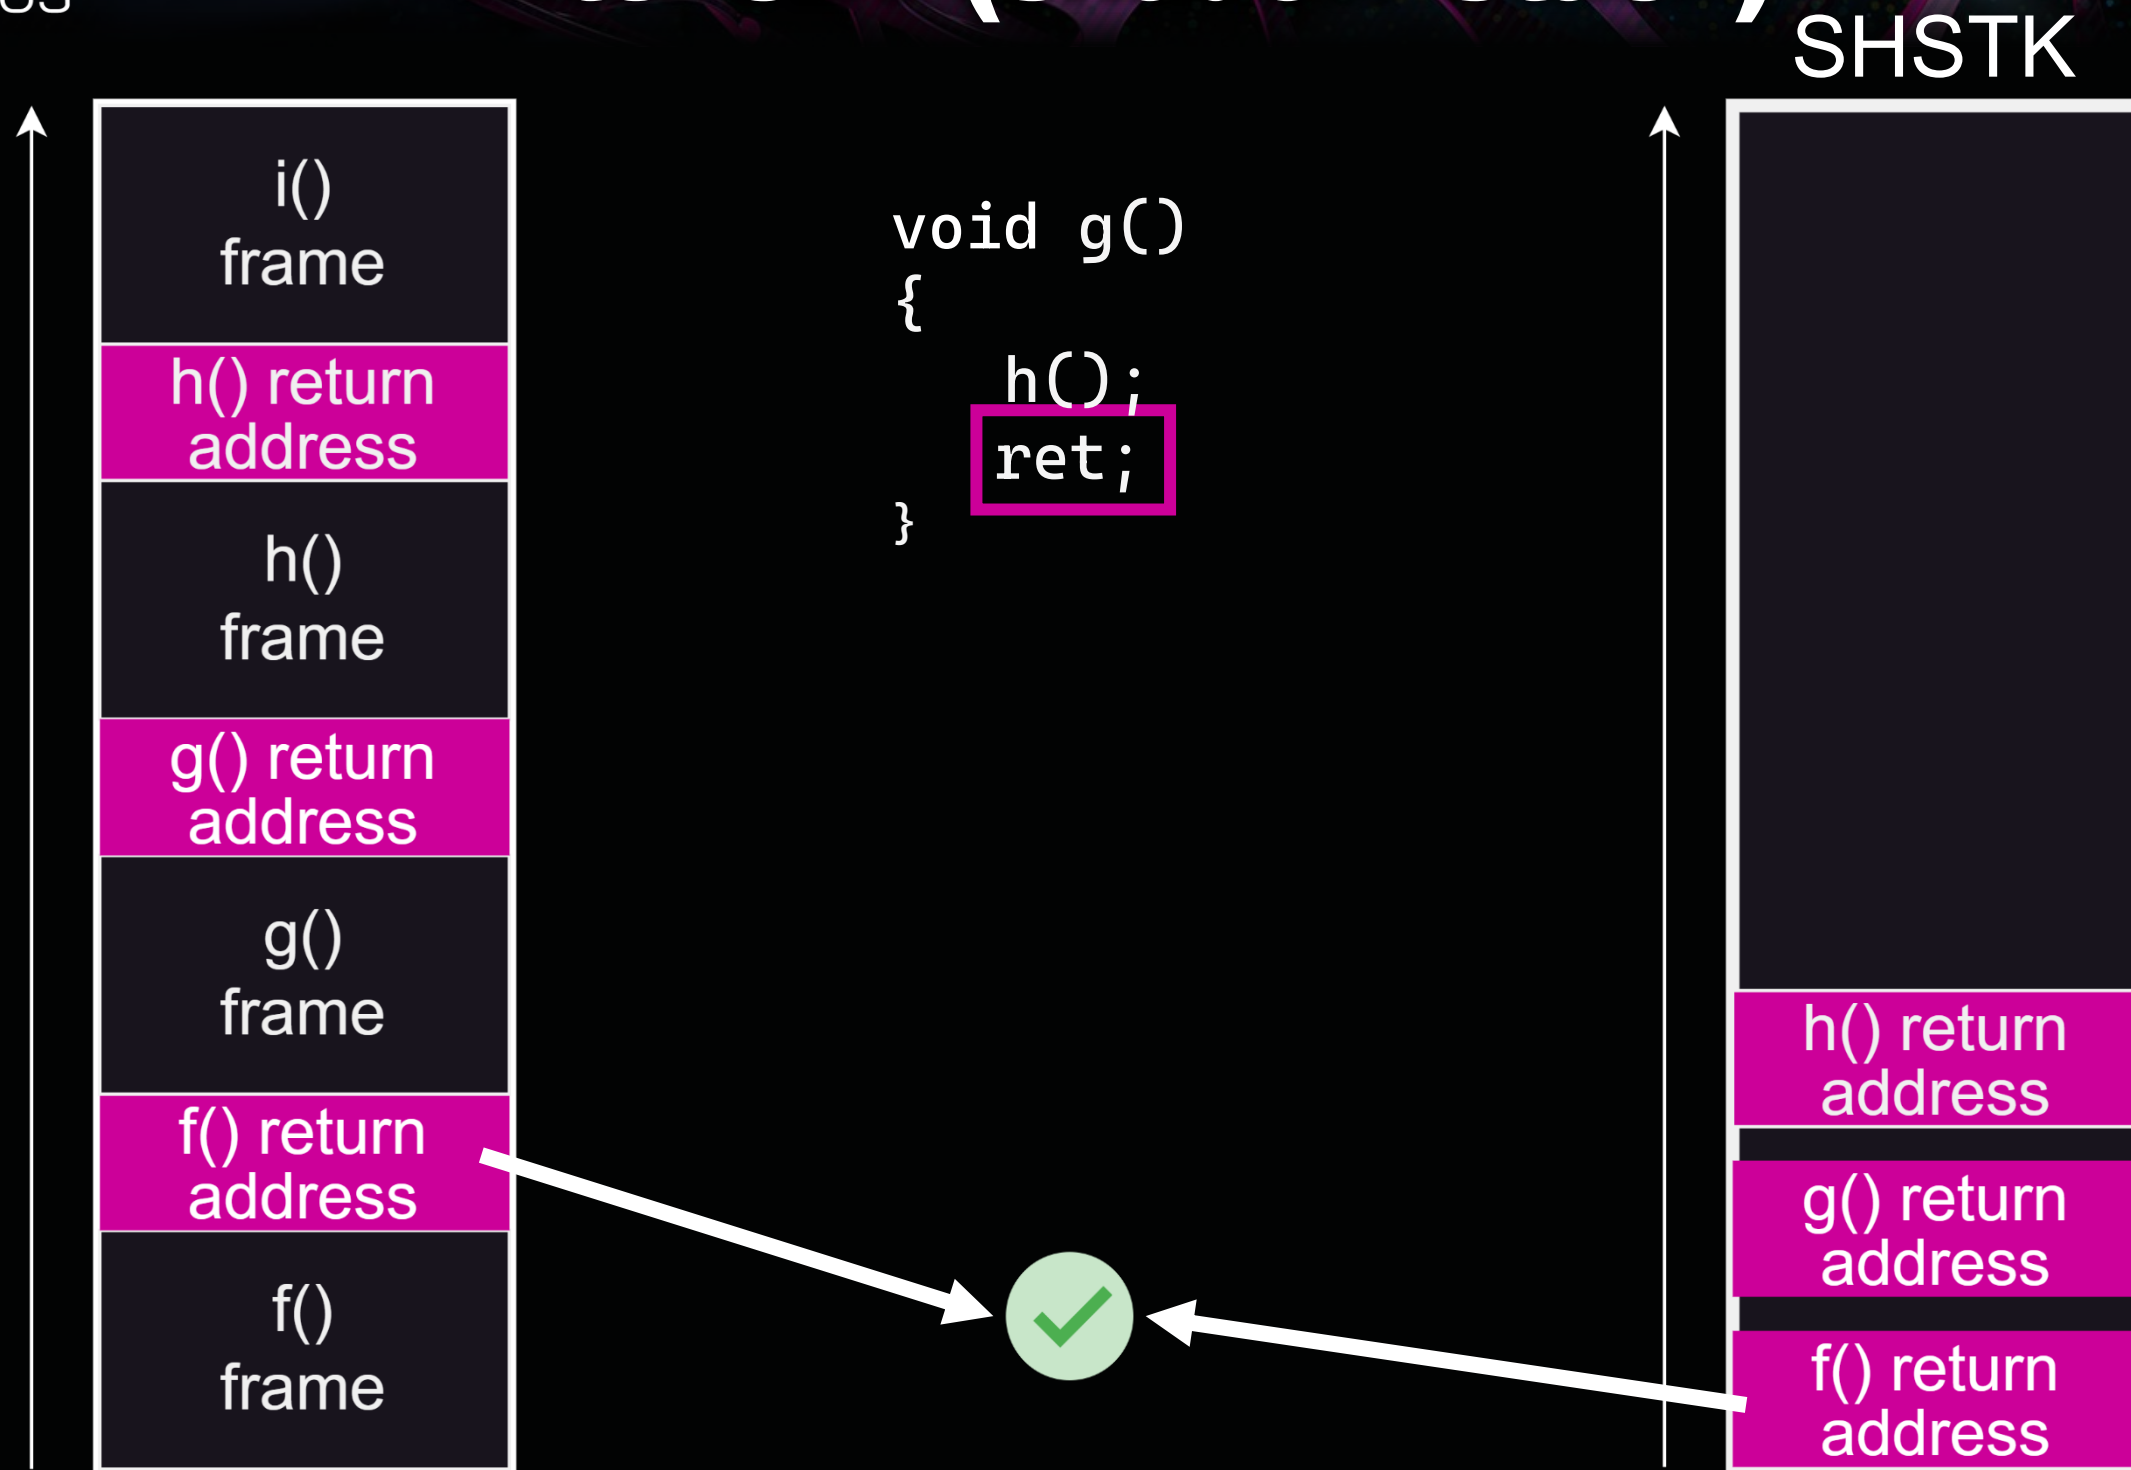 SHSTK
i()
frame
h() return
address
h()
frame
g() return
address
g()
frame
f() return
address
f()
frame
void g()
{
h();
ret;
}
h() return
address
g() return
address
f() return
address